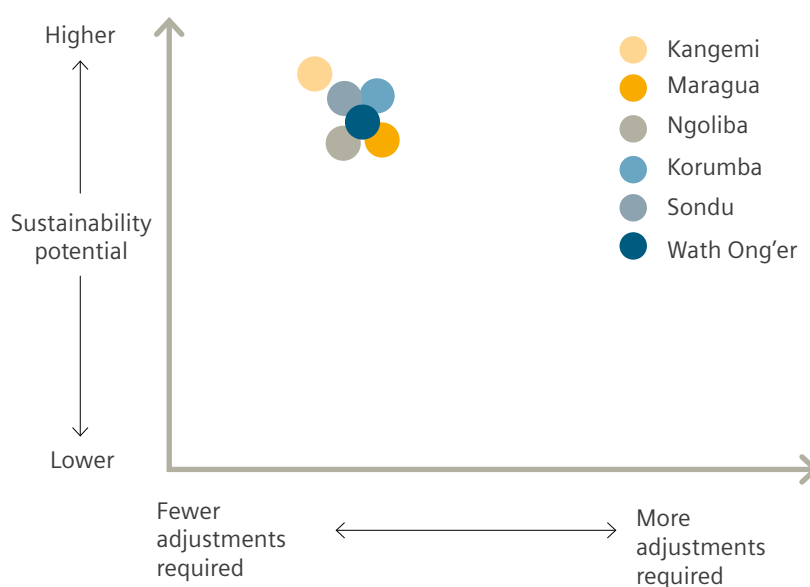 Higher
Sustainability
potential
Lower
Kangemi
Maragua
Ngoliba
Korumba
Sondu
Wath Ong’er
Fewer
adjustments
required
More
adjustments
required